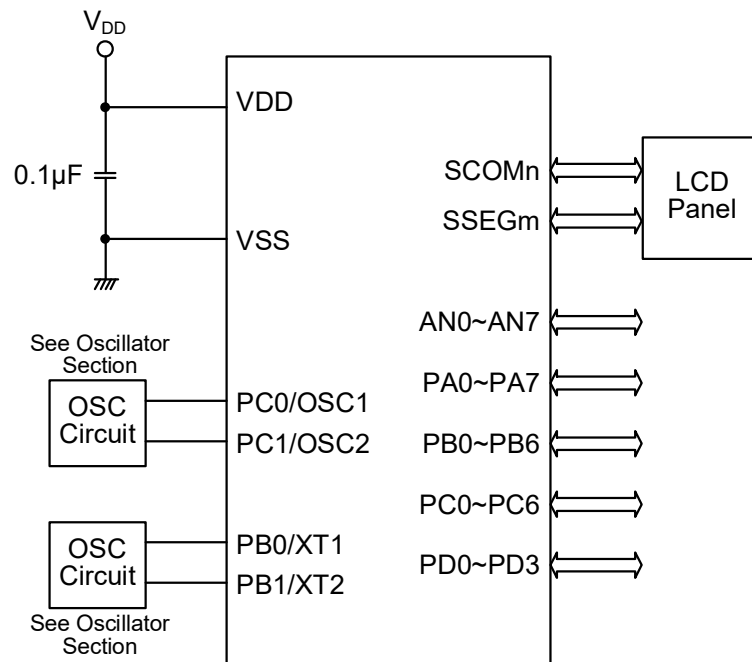 VDD
VDD
0.1µF
VSS
See Oscillator
Section
OSC
Circuit
PC0/OSC1
PC1/OSC2
OSC
Circuit
PB0/XT1
PB1/XT2
See Oscillator
Section
SCOMn
SSEGm
LCD
Panel
AN0~AN7
PA0~PA7
PB0~PB6
PC0~PC6
PD0~PD3